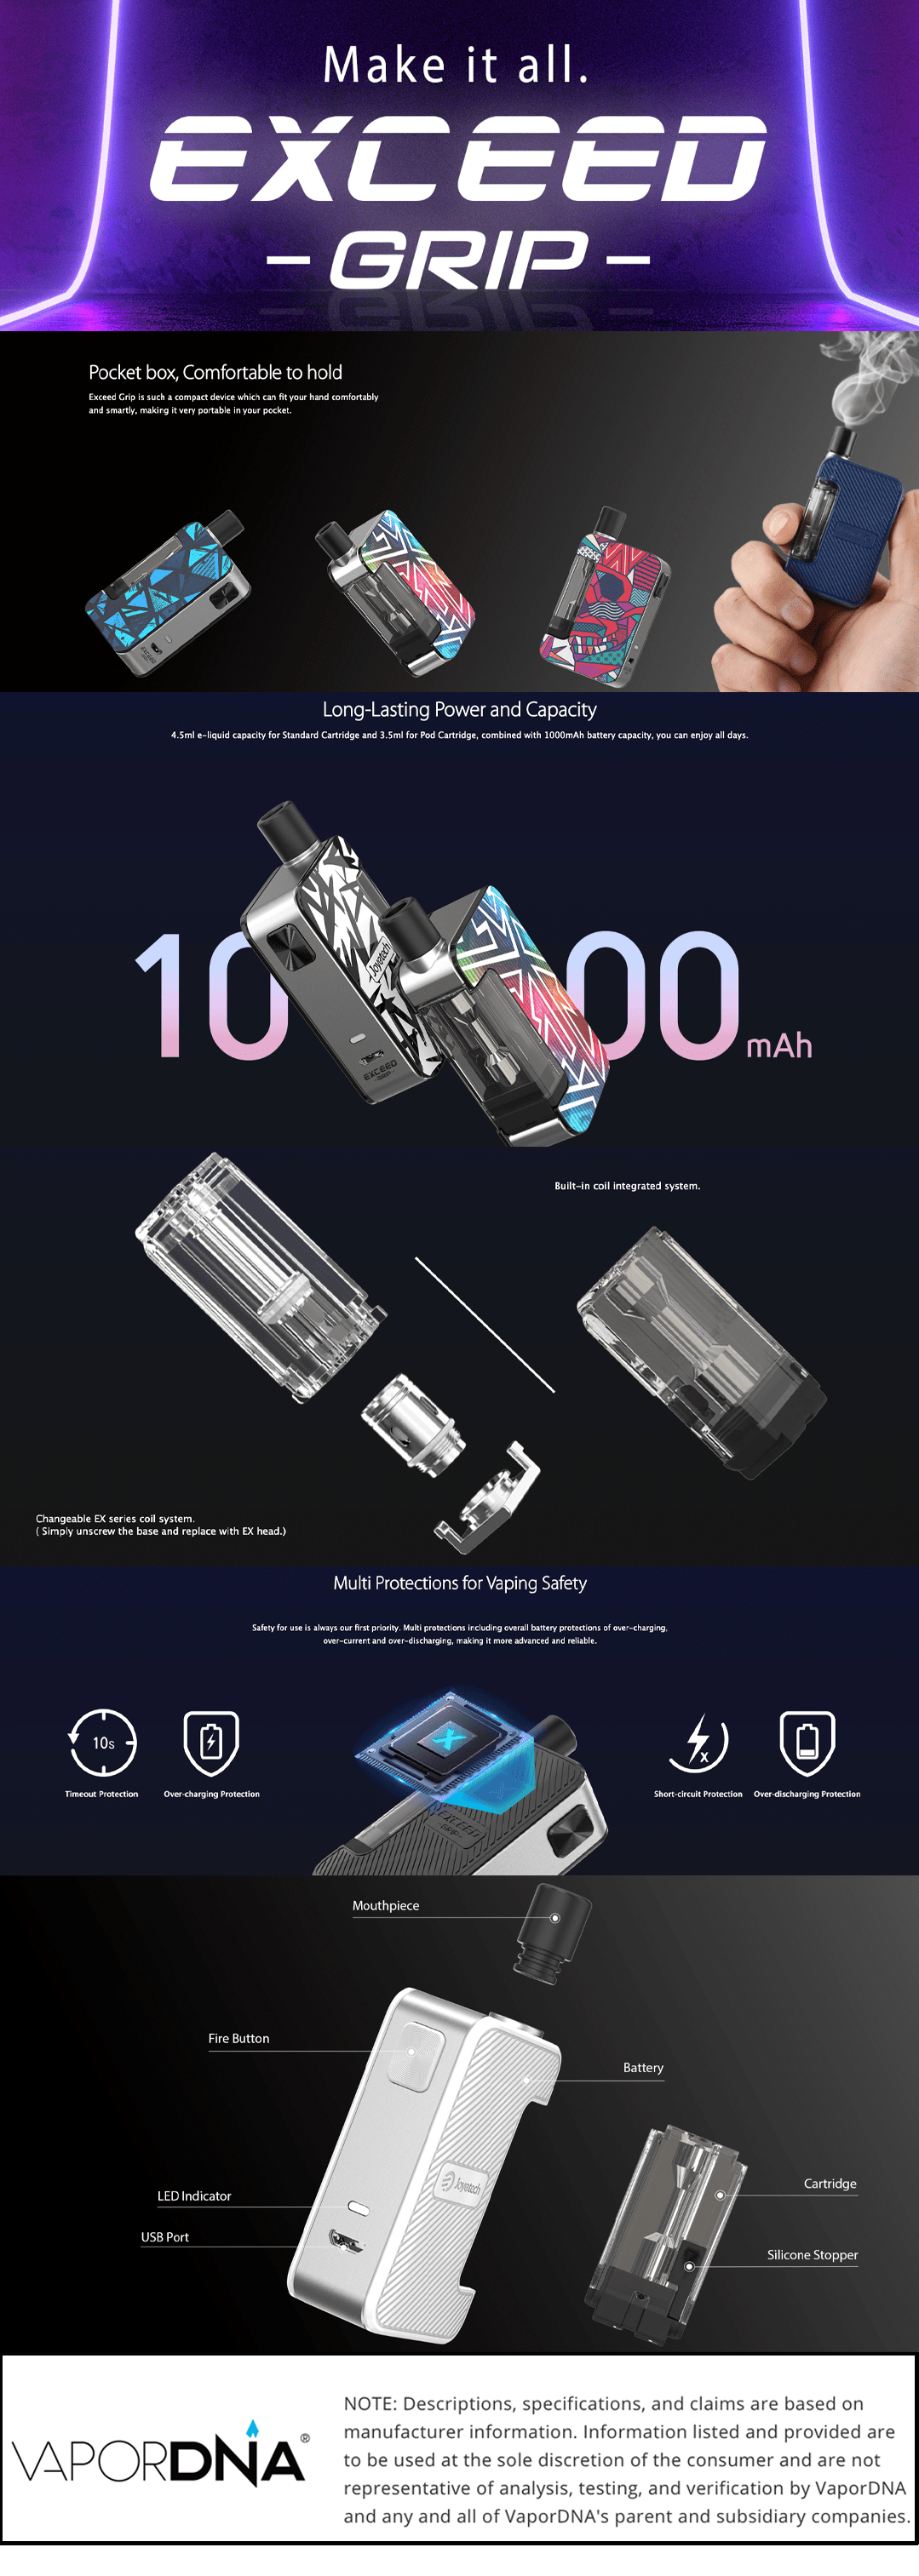 Make it all.
EXCEED
GRIP
Pocket box, Comfortable to hold
Exceed Grip is such a compact device which can fit your hand comfortably
and smartly, making it very portable in your pocket.
EXCEED
Long-Lasting Power and Capacity
4.5ml e-liquid capacity for Standard Cartridge and 3.5ml for Pod Cartridge, combined with 1000mAh battery capacity, you can enjoy all days.
1000 mAh
Joyetech
EXCEED
GRIP
Built-in coil integrated system.
Changeable EX series coil system.
( Simply unscrew the base and replace with EX head.)
Multi Protections for Vaping Safety
Safety for use is always our first priority. Multi protections including overall battery protections of over-charging,
over-current and over-discharging, making it more advanced and reliable.
10s
X
x
Timeout Protection
Over-charging Protection
Short-circuit Protection
Over-discharging Protection
EXCEED
GRIP
Mouthpiece
Fire Button
Battery
Joyetech
Cartridge
LED Indicator
USB Port
Silicone Stopper
VAPORDNA®
NOTE: Descriptions, specifications, and claims are based on
manufacturer information. Information listed and provided are
to be used at the sole discretion of the consumer and are not
representative of analysis, testing, and verification by VaporDNA
and any and all of VaporDNA's parent and subsidiary companies.